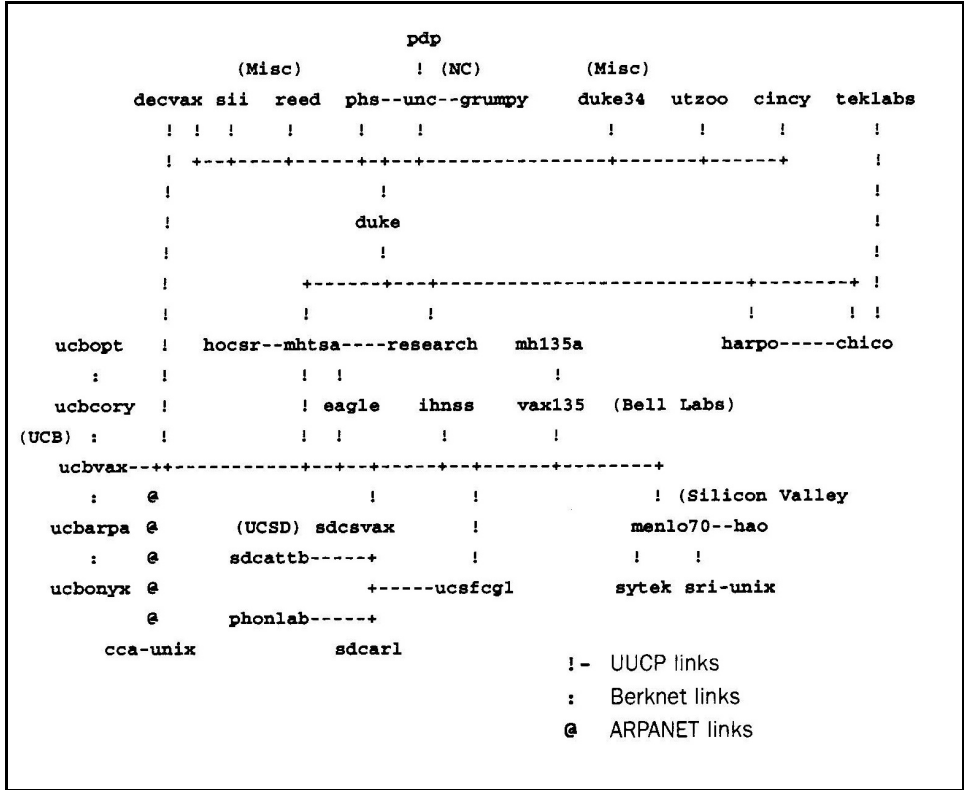 pdp
(Misc) ! (NC) (Misc)
decvax sii reed phs--unc--grumpy duke34 utzoo cincy teklabs
! ! ! ! ! ! ! ! ! !
! +--+-----+------+-+--+----------------+-------+------+ !
! ! !
! duke !
! ! !
! +------+---+--------------------------+--------+ !
! ! ! ! ! !
ucbopt ! hocsr--mhtsa----research mh135a harpo-----chico
: ! ! ! !
ucbcory ! ! eagle ihnss vax135 (Bell Labs)
(UCB) : ! ! ! ! !
ucbvax--++-----------+--+--+------+--+------+--------+
: @ ! ! ! (Silicon Valley
ucbarpa @ (UCSD) sdcsvax ! menlo70--hao
: @ sdcattb-----+ ! ! !
ucbonyx @ +-----ucsfcgl sytek sri-unix
@ phonlab-----+
cca-unix sdcarl
!- UUCP links
: Berknet links
@ ARPANET links